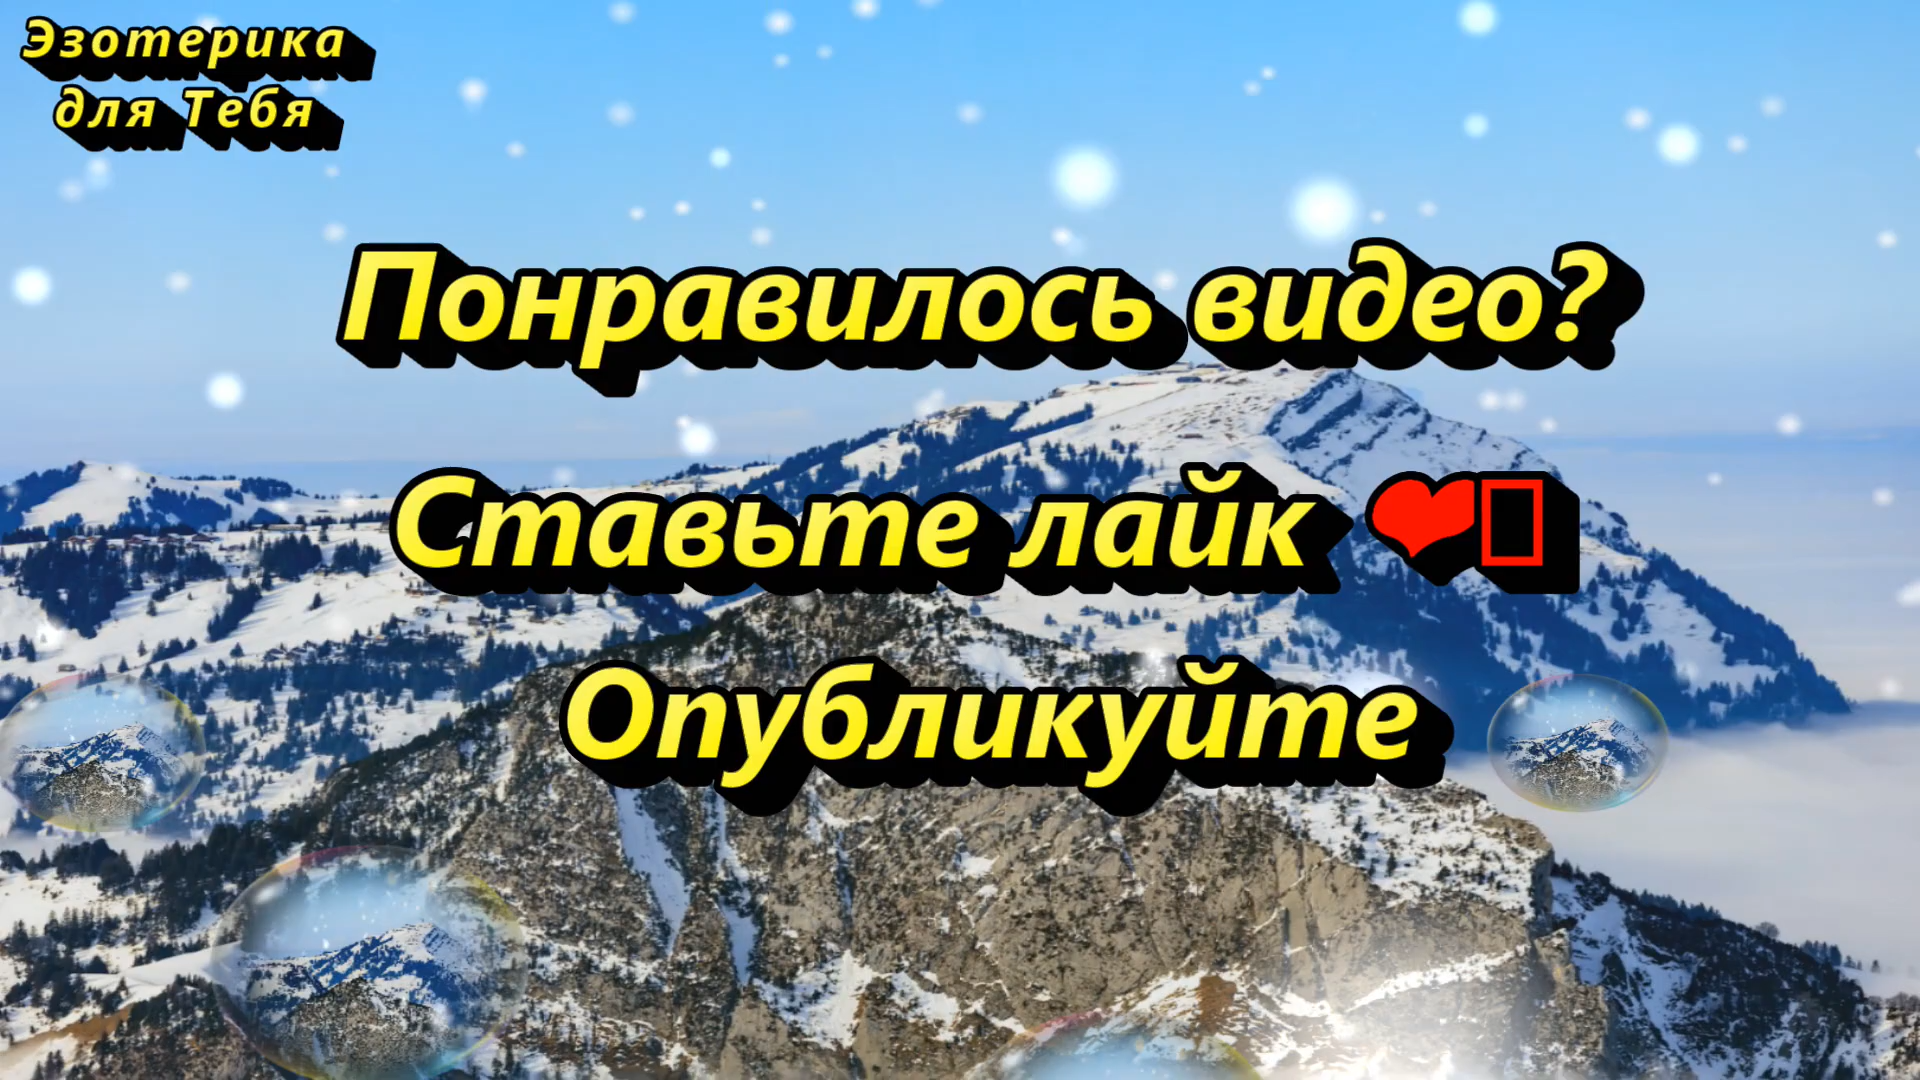 Эзотерика
для Тебя
Понравилось видео?
Ставьте лайк ❤
Опубликуйте